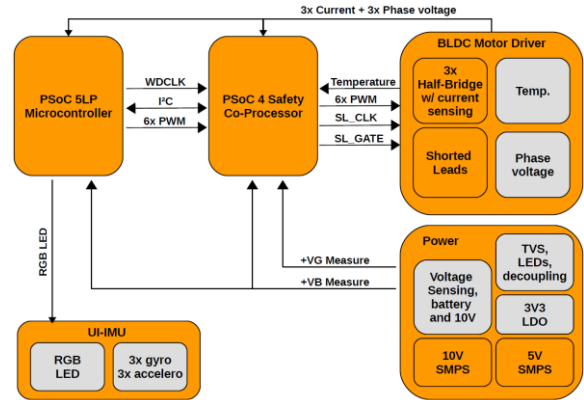 3x Current + 3x Phase voltage
PSoC 5LP
Microcontroller
WDCLK
I²C
6x PWM
PSoC 4 Safety
Co-Processor
Temperature
6x PWM
SL_CLK
SL_GATE
BLDC Motor Driver
3x
Half-Bridge
w/ current
sensing
Temp.
Shorted
Leads
Phase
voltage
RGB LED
+VG Measure
+VB Measure
Power
Voltage
Sensing,
battery
and 10V
TVS,
LEDs,
decoupling
3V3
LDO
10V
SMPS
5V
SMPS
UI-IMU
RGB
LED
3x gyro
3x accelero